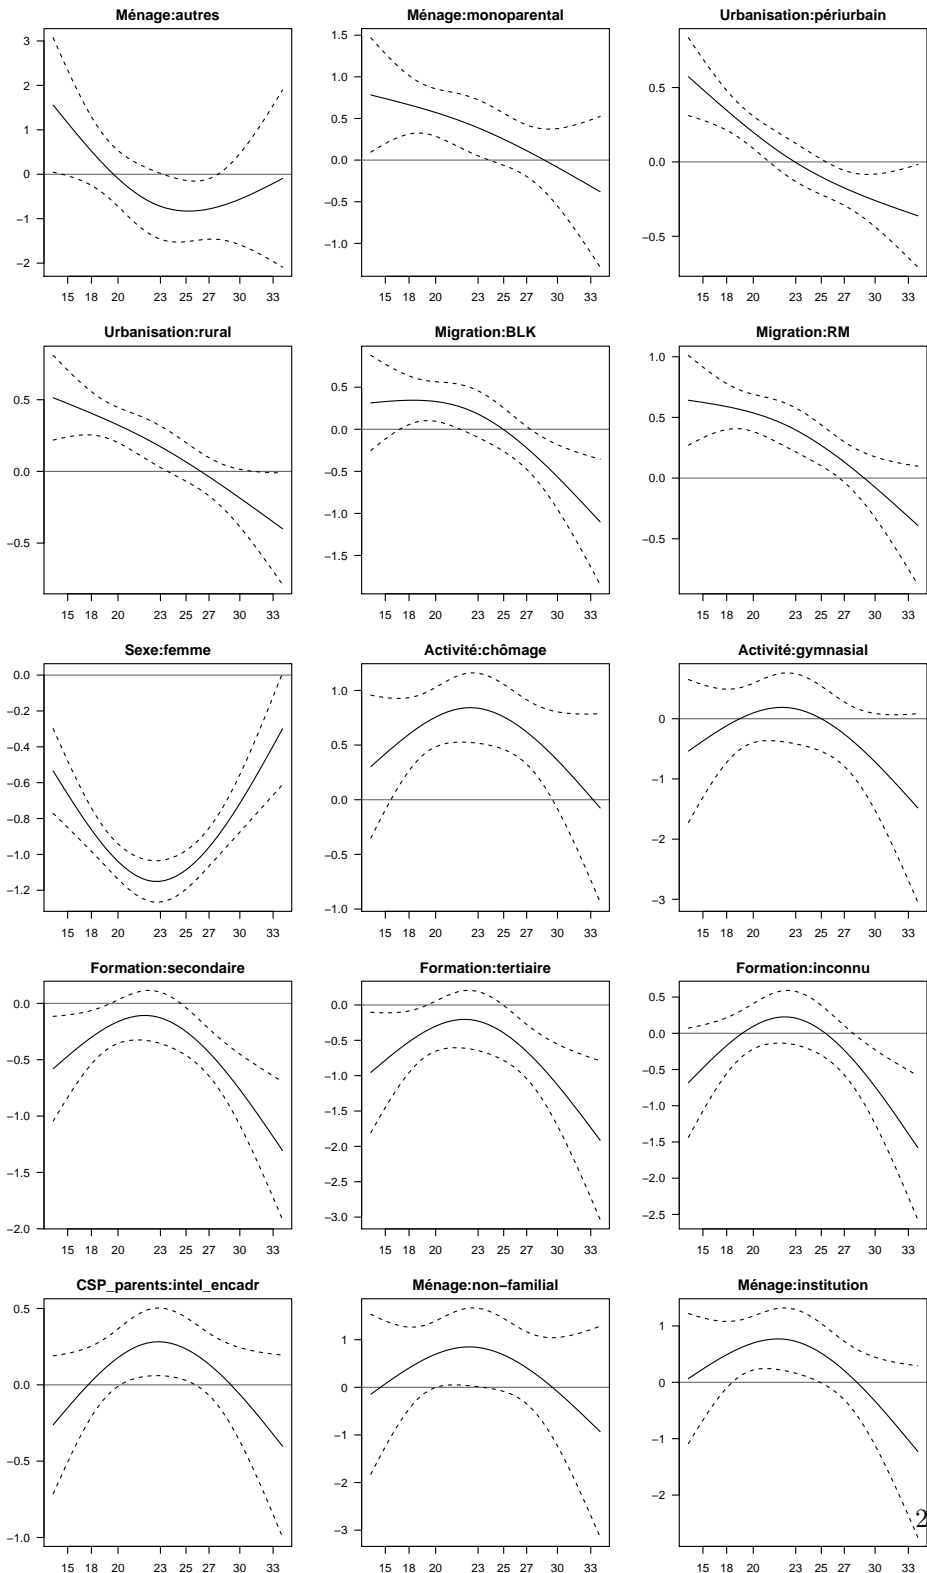 Ménage:autres
3
2
1
0
−1
−2
15 18 20 23 25 27 30 33
Ménage:monoparental
1.5
1.0
0.5
0.0
−0.5
−1.0
15 18 20 23 25 27 30 33
Urbanisation:périurbain
0.5
0.0
−0.5
15 18 20 23 25 27 30 33
Urbanisation:rural
0.5
0.0
−0.5
15 18 20 23 25 27 30 33
Migration:BLK
0.5
0.0
−0.5
−1.0
−1.5
15 18 20 23 25 27 30 33
Migration:RM
1.0
0.5
0.0
−0.5
15 18 20 23 25 27 30 33
Sexe:femme
0.0
−0.2
−0.4
−0.6
−0.8
−1.0
−1.2
15 18 20 23 25 27 30 33
Activité:chômage
1.0
0.5
0.0
−0.5
−1.0
15 18 20 23 25 27 30 33
Activité:gymnasial
0
−1
−2
−3
15 18 20 23 25 27 30 33
Formation:secondaire
0.0
−0.5
−1.0
−1.5
−2.0
15 18 20 23 25 27 30 33
Formation:tertiaire
0.0
−0.5
−1.0
−1.5
−2.0
−2.5
−3.0
15 18 20 23 25 27 30 33
Formation:inconnu
0.5
0.0
−0.5
−1.0
−1.5
−2.0
−2.5
15 18 20 23 25 27 30 33
CSP_parents:intel_encadr
0.5
0.0
−0.5
−1.0
15 18 20 23 25 27 30 33
Ménage:non−familial
1
0
−1
−2
−3
15 18 20 23 25 27 30 33
Ménage:institution
1
0
−1
−2
15 18 20 23 25 27 30 33
2